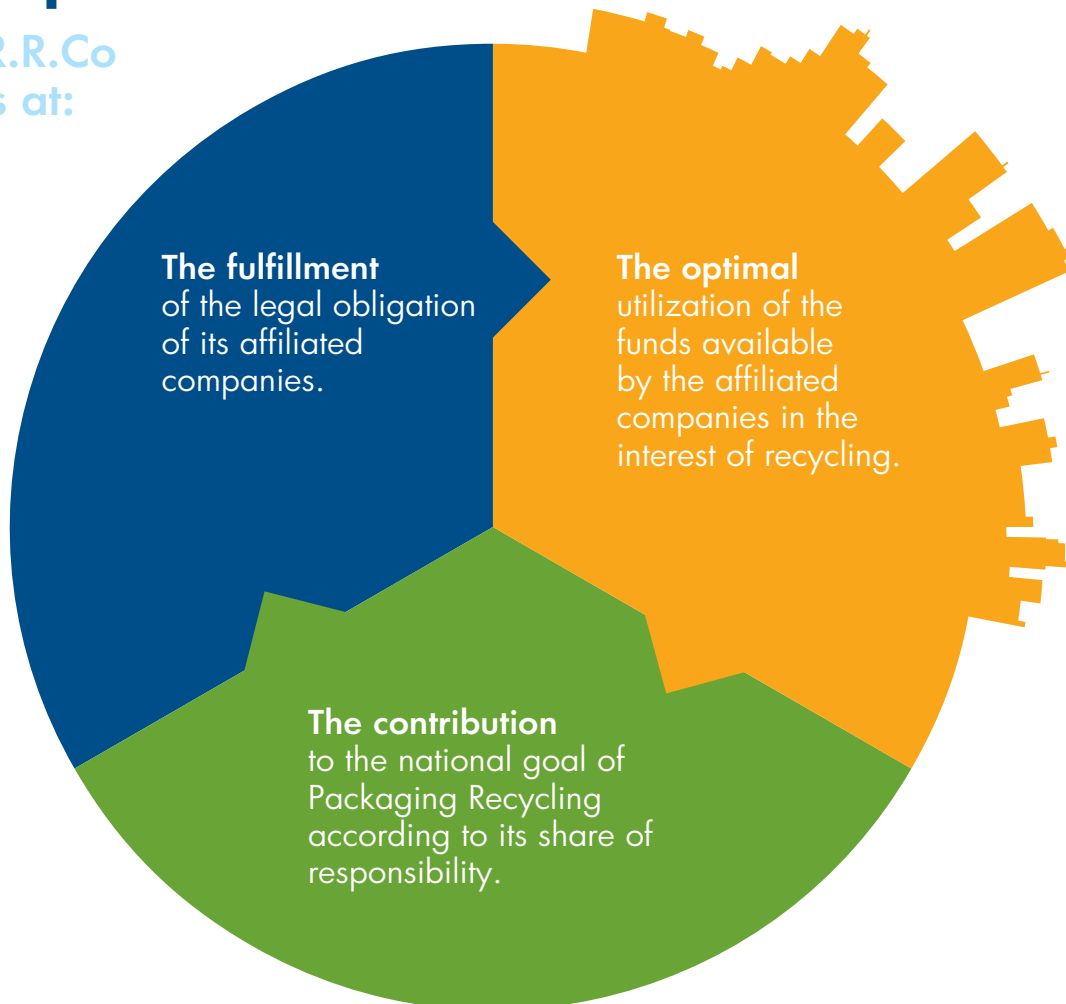 R.R.Co
s at:
The fulfillment
of the legal obligation
of its affiliated
companies.
The optimal
utilization of the
funds available
by the affiliated
companies in the
interest of recycling.
The contribution
to the national goal of
Packaging Recycling
according to its share of
responsibility.